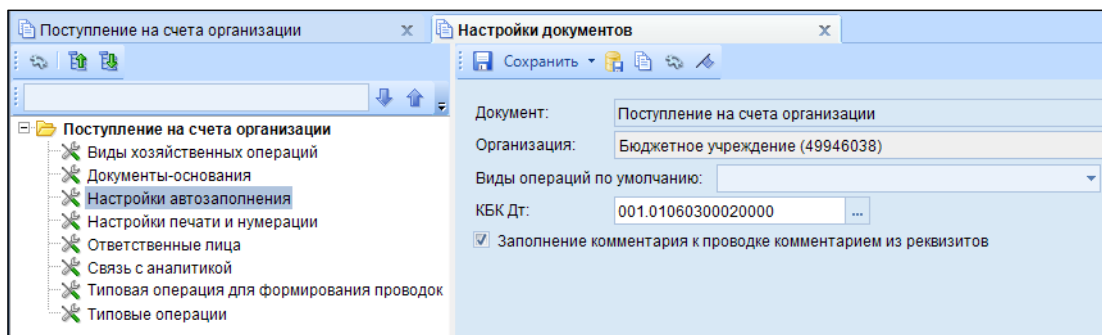 Поступление на счета организации
Настройки документов
Сохранить
Поступление на счета организации
Виды хозяйственных операций
Документы-основания
Настройки автозаполнения
Настройки печати и нумерации
Ответственные лица
Связь с аналитикой
Типовая операция для формирования проводок
Типовые операции
Документ: Поступление на счета организации
Организация: Бюджетное учреждение (49946038)
Виды операций по умолчанию:
КБК Дт: 001.01060300020000 ...
Заполнение комментария к проводке комментарием из реквизитов